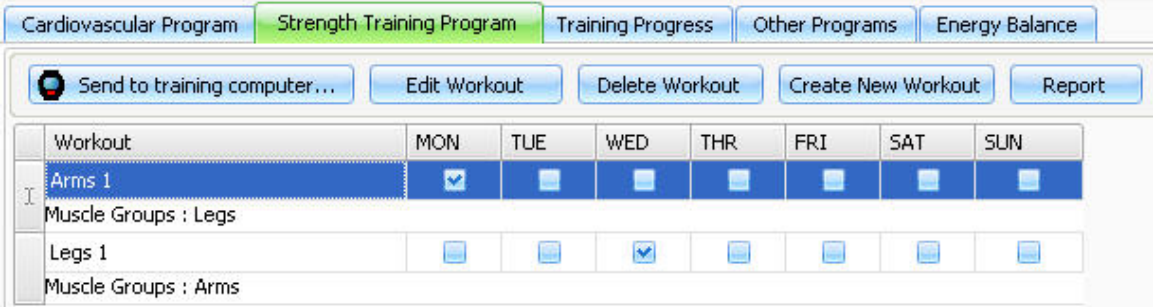 Cardiovascular Program Strength Training Program Training Progress Other Programs Energy Balance
Send to training computer... Edit Workout Delete Workout Create New Workout Report
Workout MON TUE WED THR FRI SAT SUN
Arms 1
Muscle Groups : Legs
Legs 1
Muscle Groups : Arms